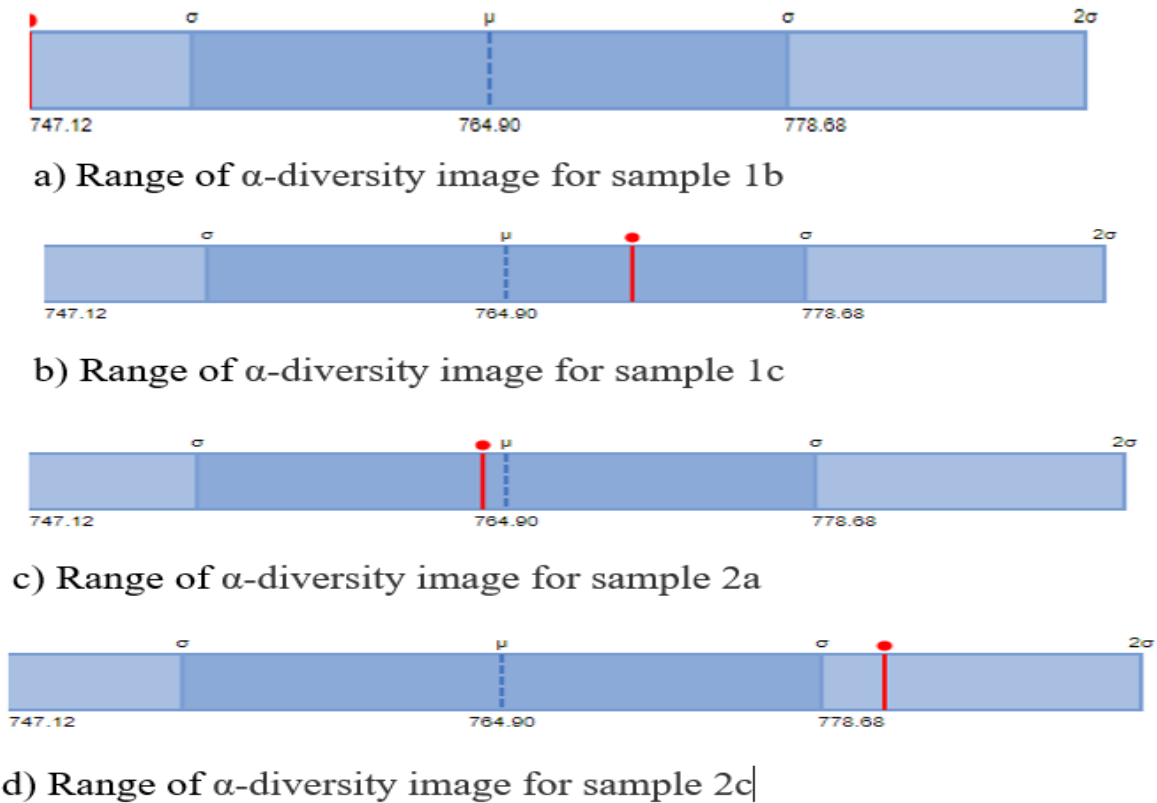 σ μ σ 2σ
747.12 764.90 778.68
a) Range of α-diversity image for sample 1b
σ μ σ 2σ
747.12 764.90 778.68
b) Range of α-diversity image for sample 1c
σ μ σ 2σ
747.12 764.90 778.68
c) Range of α-diversity image for sample 2a
σ μ σ 2σ
747.12 764.90 778.68
d) Range of α-diversity image for sample 2c